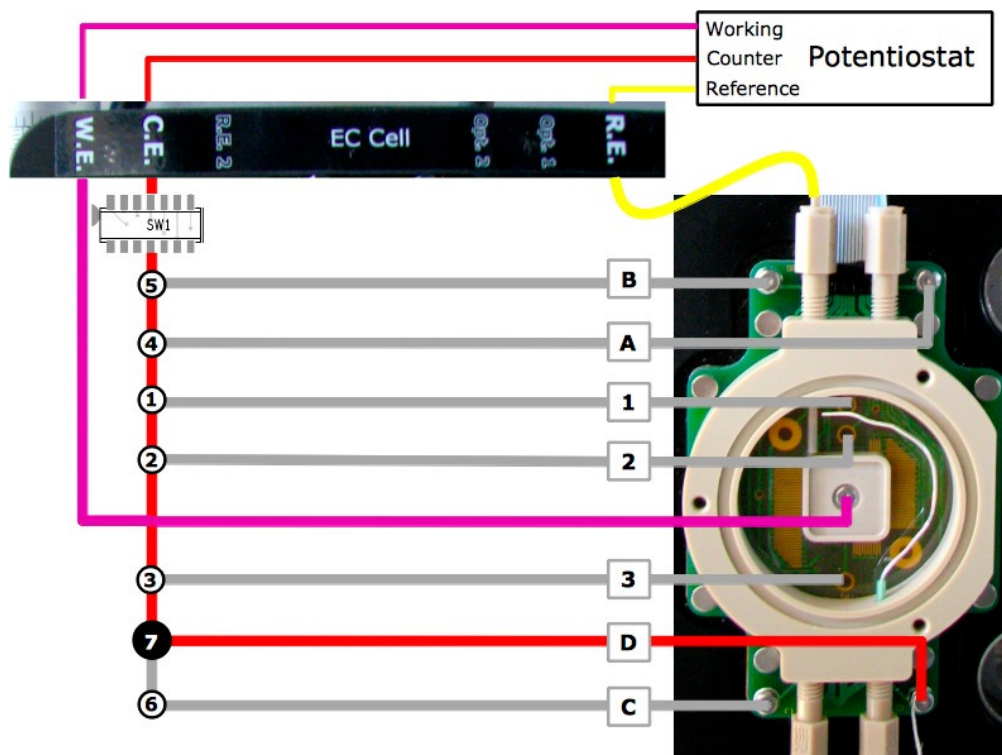 Working
Counter
Reference
Potentiostat
W.E.
C.E.
R.E. 2
EC Cell
Opt. 2
Opt. 1
R.E.
SW1
5
B
4
A
1
1
2
2
3
3
7
D
6
C